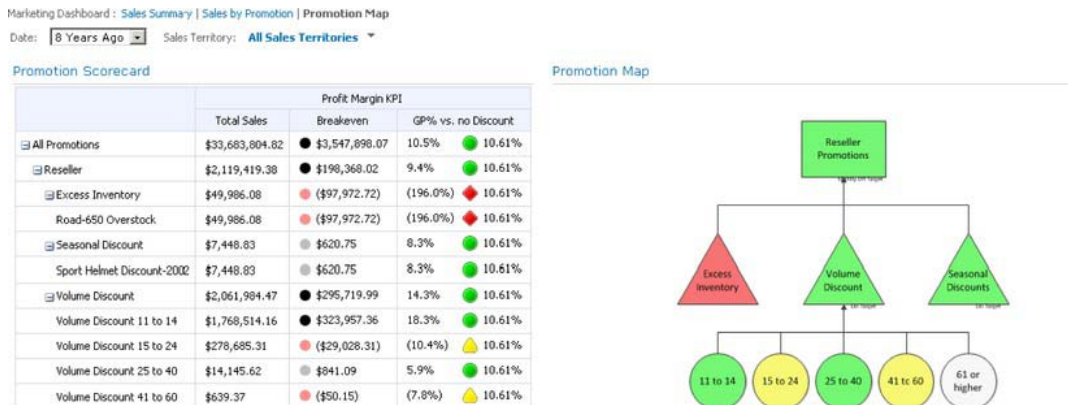 Marketing Dashboard : Sales Summary | Sales by Promotion | Promotion Map
Date: 8 Years Ago Sales Territory: All Sales Territories
Promotion Scorecard
Profit Margin KPI
Total Sales Breakeven GP% vs. no Discount
All Promotions $33,683,804.82 $3,547,898.07 10.5% 10.61%
Reseller $2,119,419.38 $198,368.02 9.4% 10.61%
Excess Inventory $49,986.08 ($97,972.72) (196.0%) 10.61%
Road-650 Overstock $49,986.08 ($97,972.72) (196.0%) 10.61%
Seasonal Discount $7,448.83 $620.75 8.3% 10.61%
Sport Helmet Discount-2002 $7,448.83 $620.75 8.3% 10.61%
Volume Discount $2,061,984.47 $295,719.99 14.3% 10.61%
Volume Discount 11 to 14 $1,768,514.16 $323,957.36 18.3% 10.61%
Volume Discount 15 to 24 $278,685.31 ($29,028.31) (10.4%) 10.61%
Volume Discount 25 to 40 $14,145.62 $841.09 5.9% 10.61%
Volume Discount 41 to 60 $639.37 ($50.15) (7.8%) 10.61%
Promotion Map
Reseller
Promotions
Excess
Inventory
Volume
Discount
Seasonal
Discounts
11 to 14
15 to 24
25 to 40
41 to 60
61 or
higher